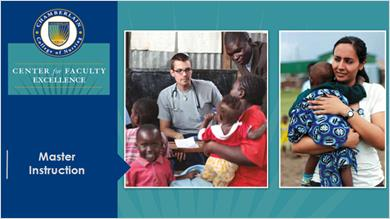 CHAMBERLAIN
College of Nursing
CENTER for FACULTY
EXCELLENCE
Master
Instruction